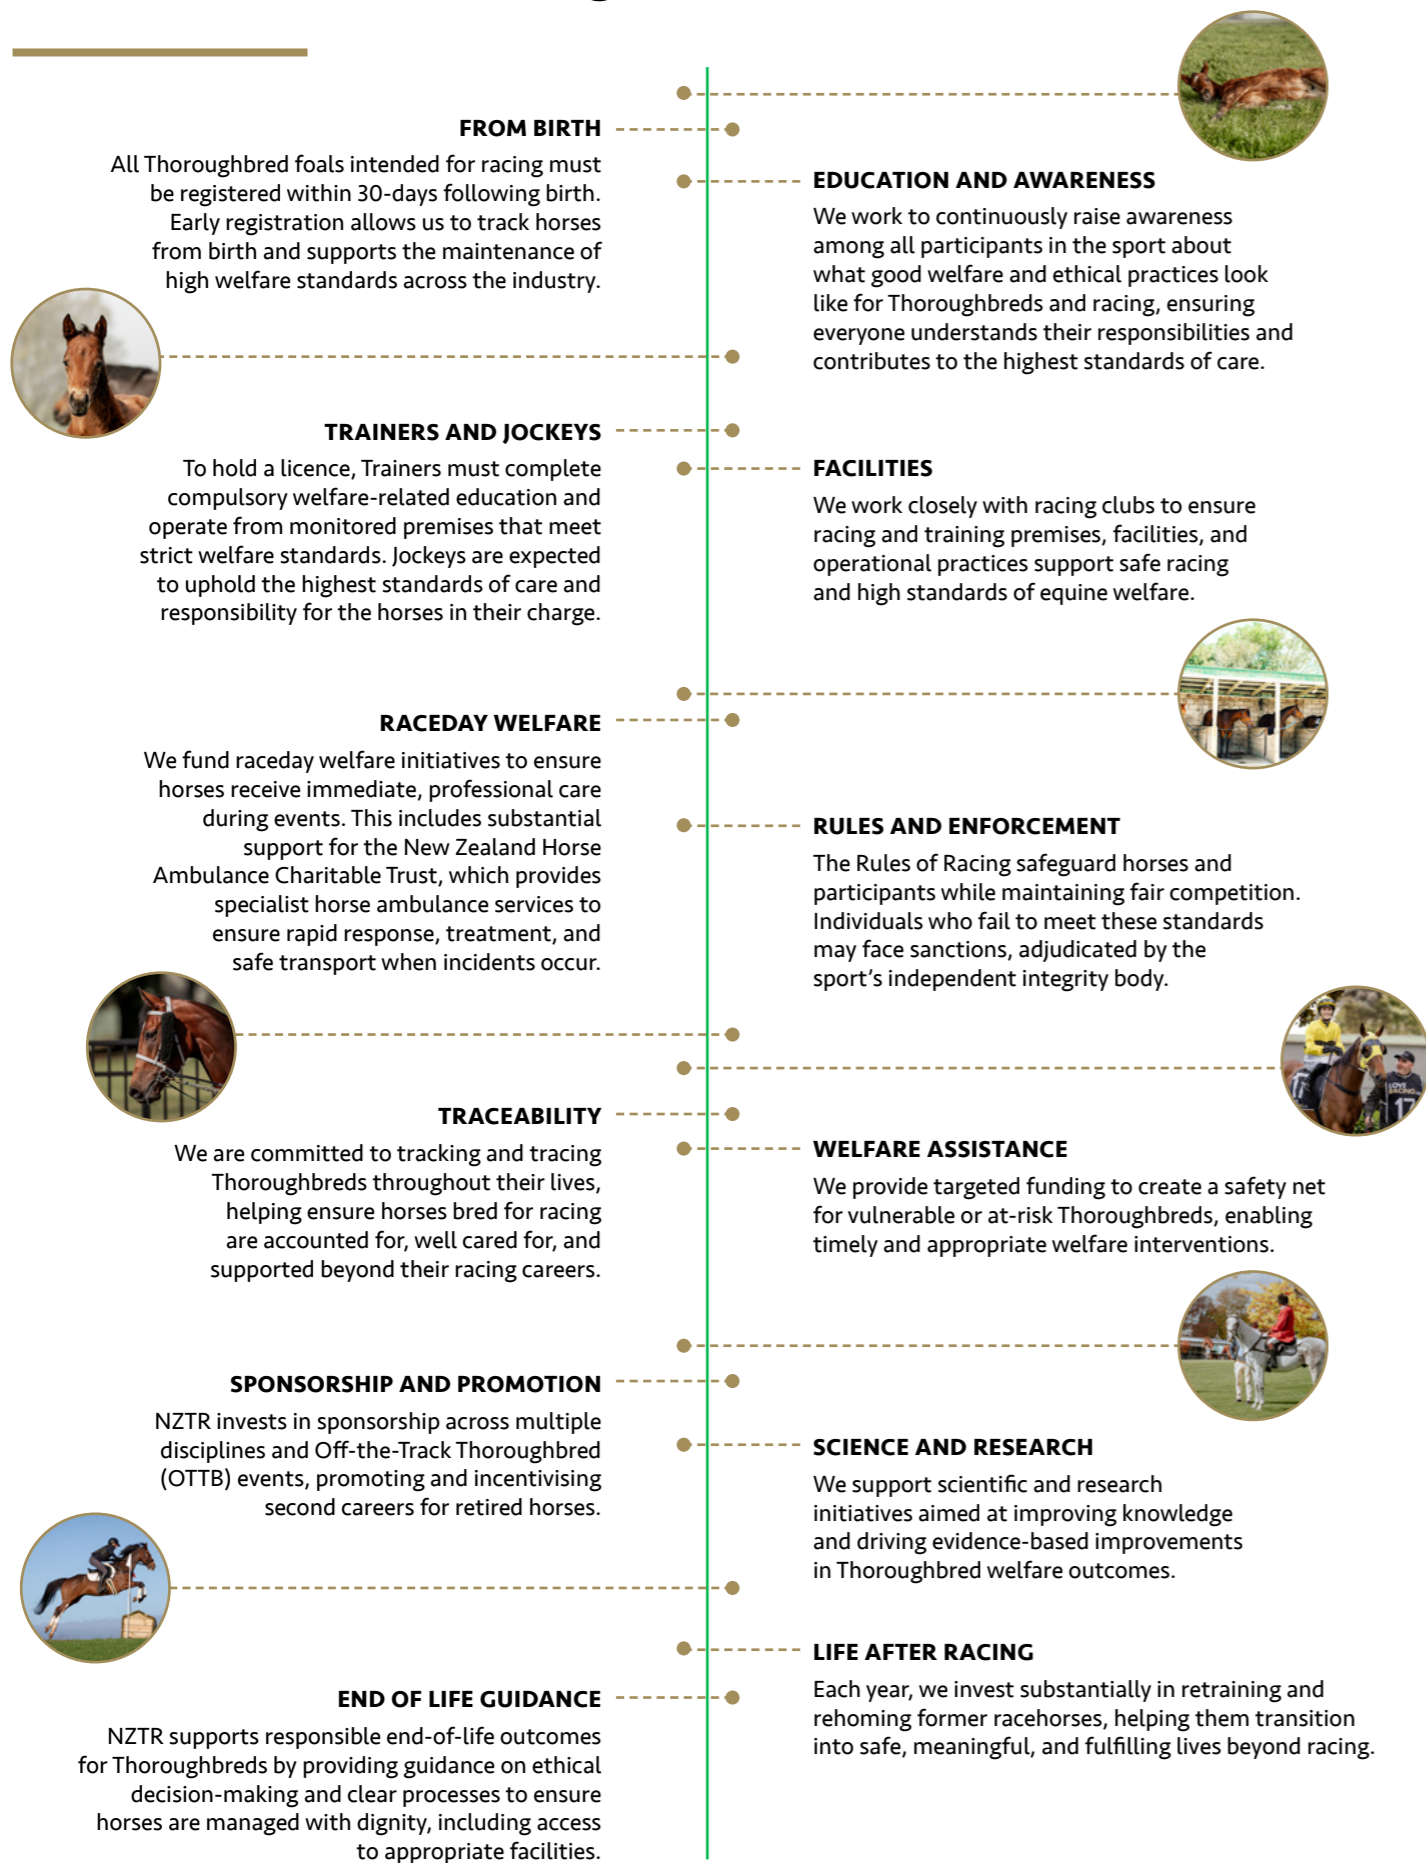 FROM BIRTH
All Thoroughbred foals intended for racing must
be registered within 30-days following birth.
Early registration allows us to track horses
from birth and supports the maintenance of
high welfare standards across the industry.
EDUCATION AND AWARENESS
We work to continuously raise awareness
among all participants in the sport about
what good welfare and ethical practices look
like for Thoroughbreds and racing, ensuring
everyone understands their responsibilities and
contributes to the highest standards of care.
TRAINERS AND JOCKEYS
To hold a licence, Trainers must complete
compulsory welfare-related education and
operate from monitored premises that meet
strict welfare standards. Jockeys are expected
to uphold the highest standards of care and
responsibility for the horses in their charge.
FACILITIES
We work closely with racing clubs to ensure
racing and training premises, facilities, and
operational practices support safe racing
and high standards of equine welfare.
RACEDAY WELFARE
We fund raceday welfare initiatives to ensure
horses receive immediate, professional care
during events. This includes substantial
support for the New Zealand Horse
Ambulance Charitable Trust, which provides
specialist horse ambulance services to
ensure rapid response, treatment, and
safe transport when incidents occur.
RULES AND ENFORCEMENT
The Rules of Racing safeguard horses and
participants while maintaining fair competition.
Individuals who fail to meet these standards
may face sanctions, adjudicated by the
sport's independent integrity body.
17
LOVE
RACING
17
TRACEABILITY
We are committed to tracking and tracing
Thoroughbreds throughout their lives,
helping ensure horses bred for racing
are accounted for, well cared for, and
supported beyond their racing careers.
WELFARE ASSISTANCE
We provide targeted funding to create a safety net
for vulnerable or at-risk Thoroughbreds, enabling
timely and appropriate welfare interventions.
SPONSORSHIP AND PROMOTION
NZTR invests in sponsorship across multiple
disciplines and Off-the-Track Thoroughbred
(OTTB) events, promoting and incentivising
second careers for retired horses.
SCIENCE AND RESEARCH
We support scientific and research
initiatives aimed at improving knowledge
and driving evidence-based improvements
in Thoroughbred welfare outcomes.
LIFE AFTER RACING
Each year, we invest substantially in retraining and
rehoming former racehorses, helping them transition
into safe, meaningful, and fulfilling lives beyond racing.
END OF LIFE GUIDANCE
NZTR supports responsible end-of-life outcomes
for Thoroughbreds by providing guidance on ethical
decision-making and clear processes to ensure
horses are managed with dignity, including access
to appropriate facilities.